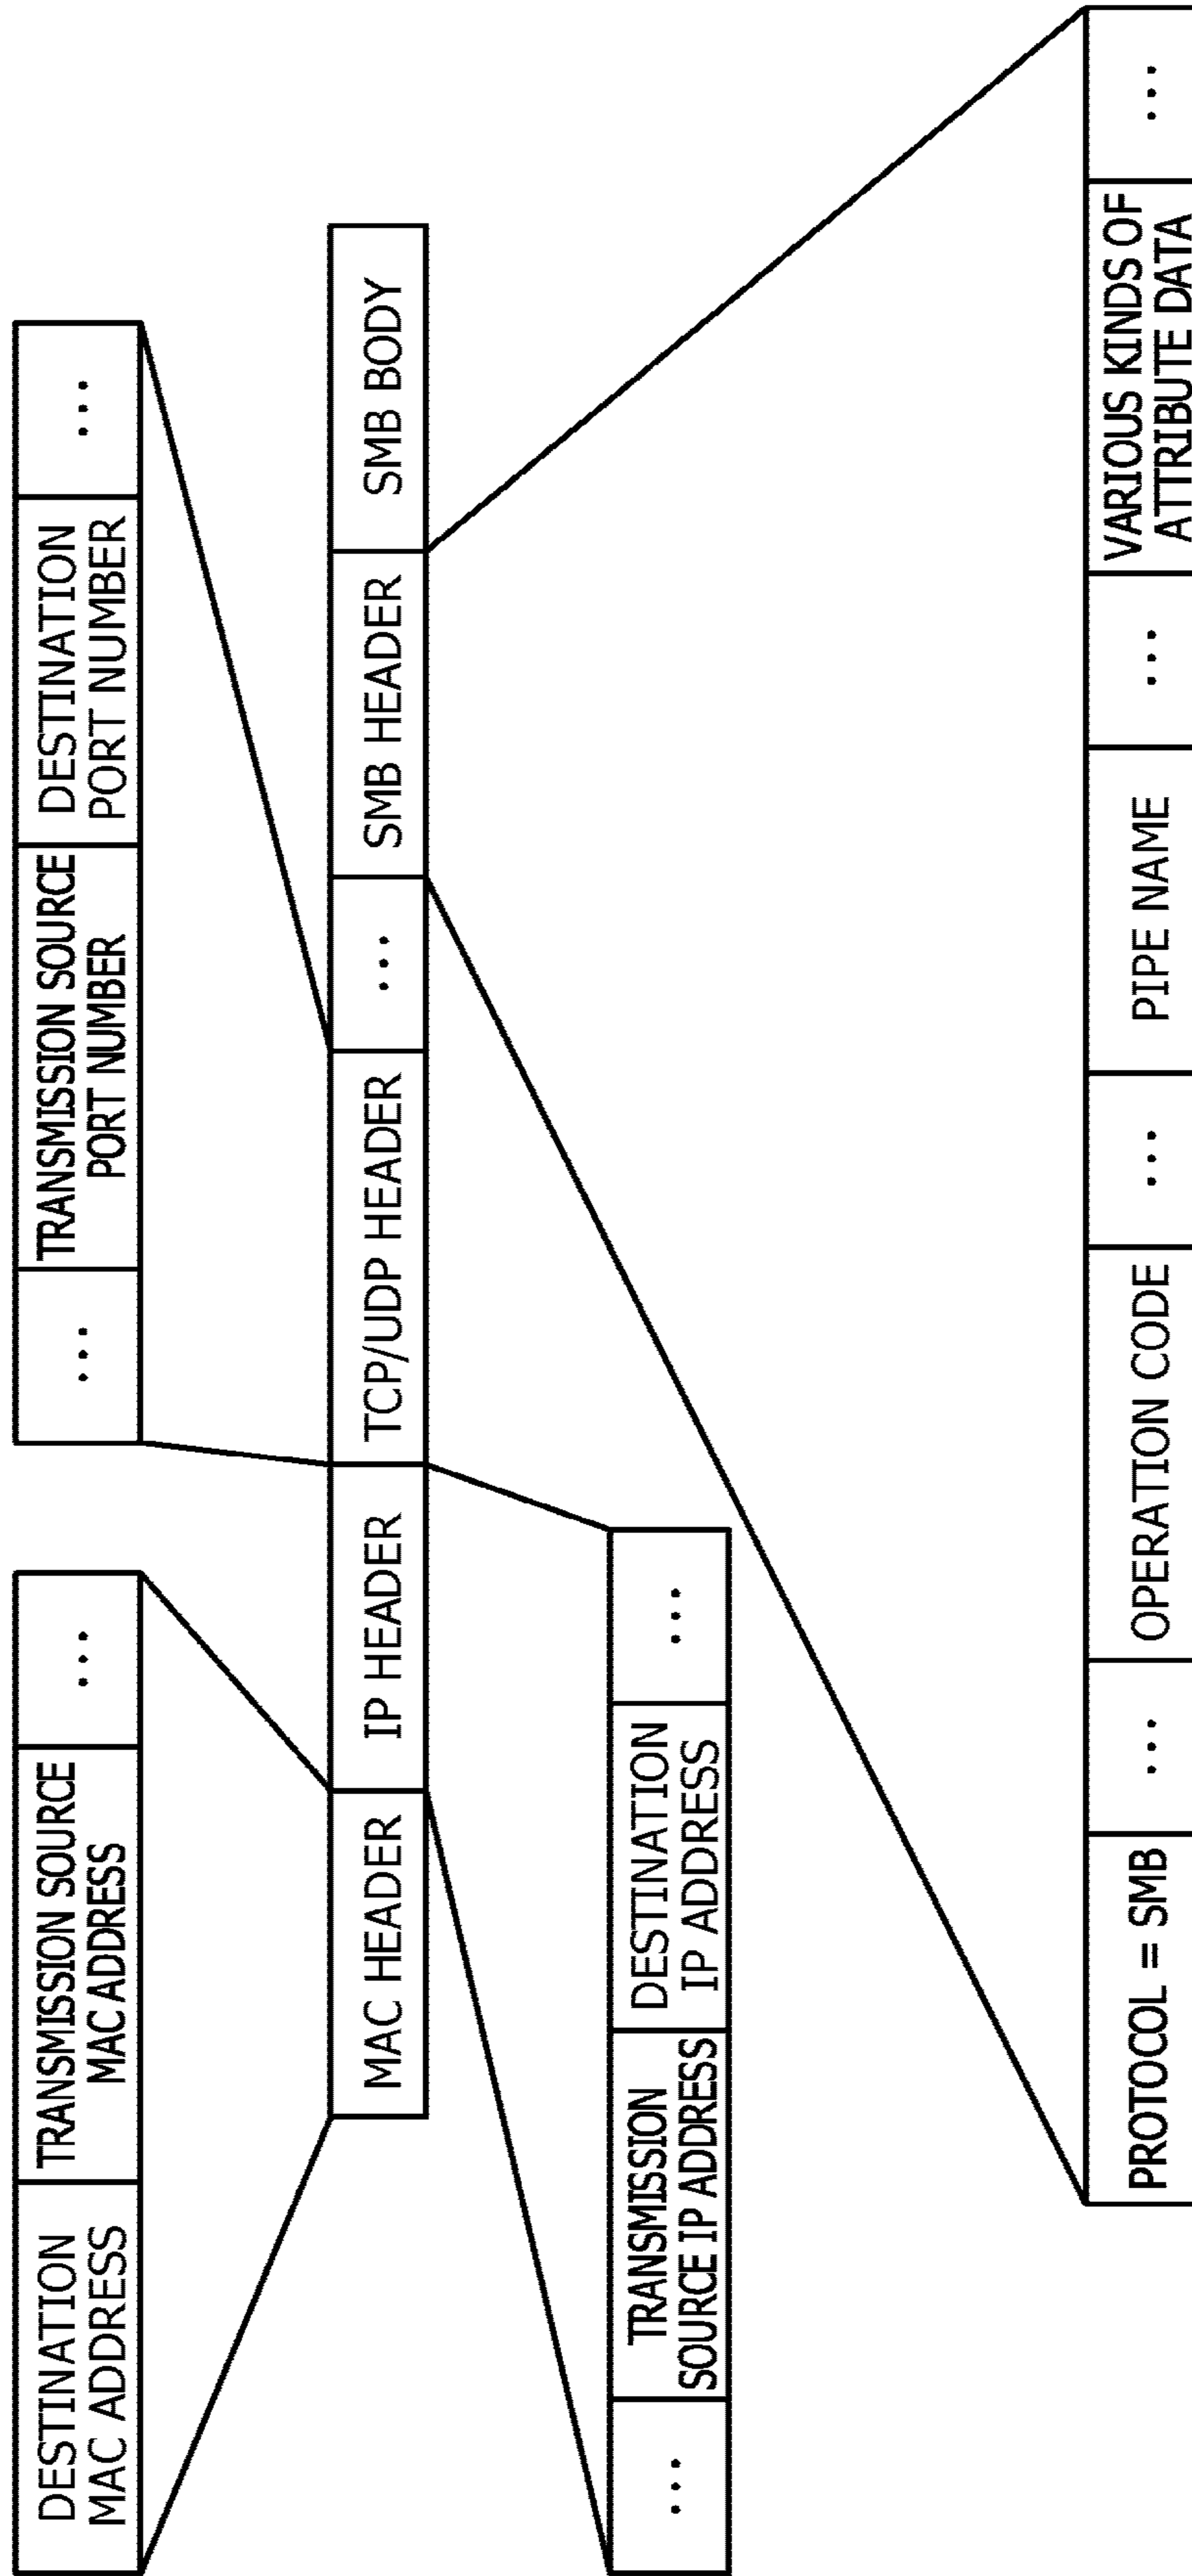 DESTINATION
MAC ADDRESS
TRANSMISSION SOURCE
MAC ADDRESS
...
...
TRANSMISSION SOURCE
PORT NUMBER
DESTINATION
PORT NUMBER
...
MAC HEADER
IP HEADER
TCP/UDP HEADER
...
SMB HEADER
SMB BODY
...
TRANSMISSION
SOURCE IP ADDRESS
DESTINATION
IP ADDRESS
...
PROTOCOL = SMB
...
OPERATION CODE
...
PIPE NAME
...
VARIOUS KINDS OF
ATTRIBUTE DATA
...